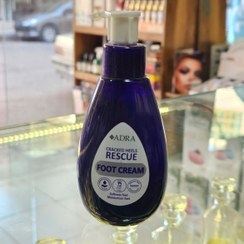 ADRA
CRACKED HEELS
RESCUE
FOOT CREAM